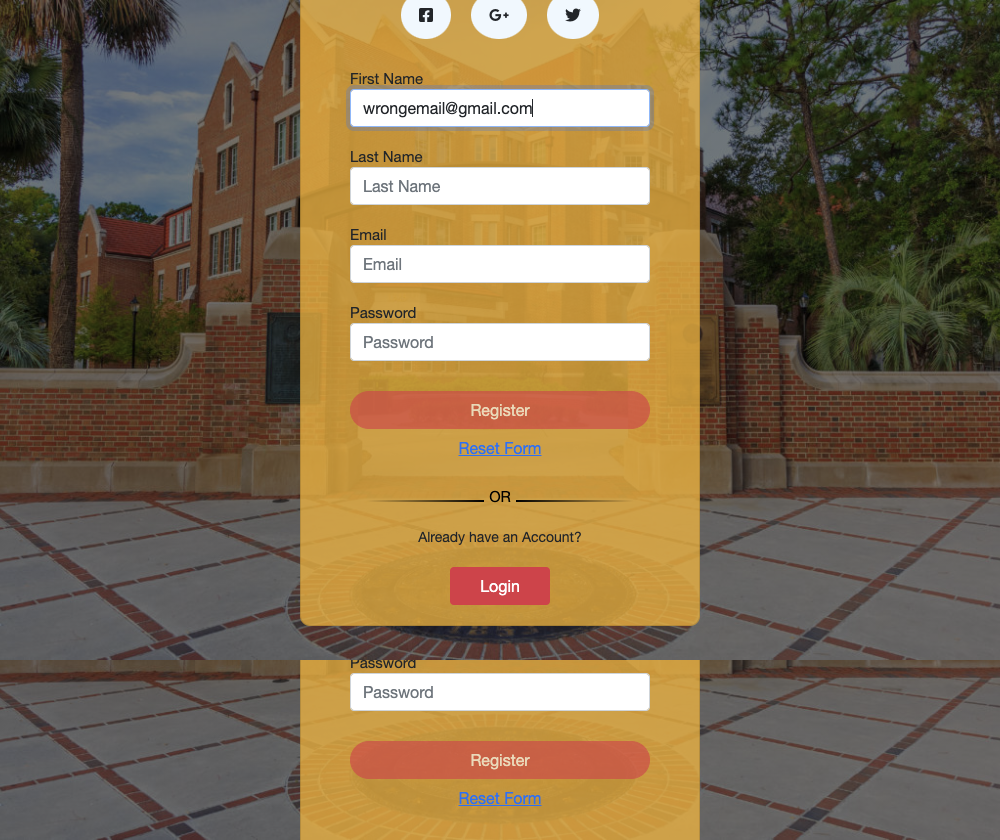 First Name
wrongemail@gmail.com
Last Name
Last Name
Email
Email
Password
Password
Register
Reset Form
OR
Already have an Account?
Login
Password
Password
Register
Reset Form